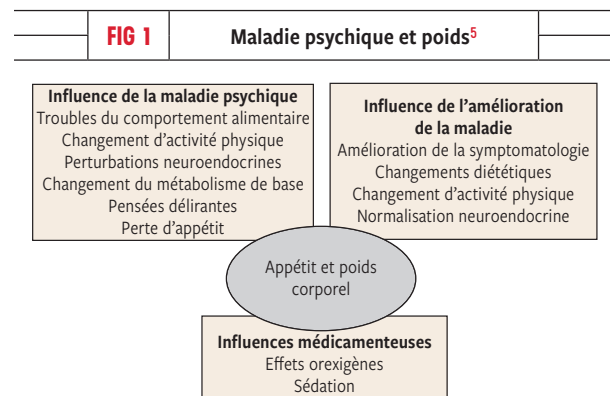 FIG 1
Maladie psychique et poids5
Influence de la maladie psychique
Troubles du comportement alimentaire
Changement d'activité physique
Perturbations neuroendocrines
Changement du métabolisme de base
Pensées délirantes
Perte d'appétit
Influence de l'amélioration
de la maladie
Amélioration de la symptomatologie
Changements diététiques
Changement d'activité physique
Normalisation neuroendocrine
Appétit et poids
corporel
Influences médicamenteuses
Effets orexigènes
Sédation